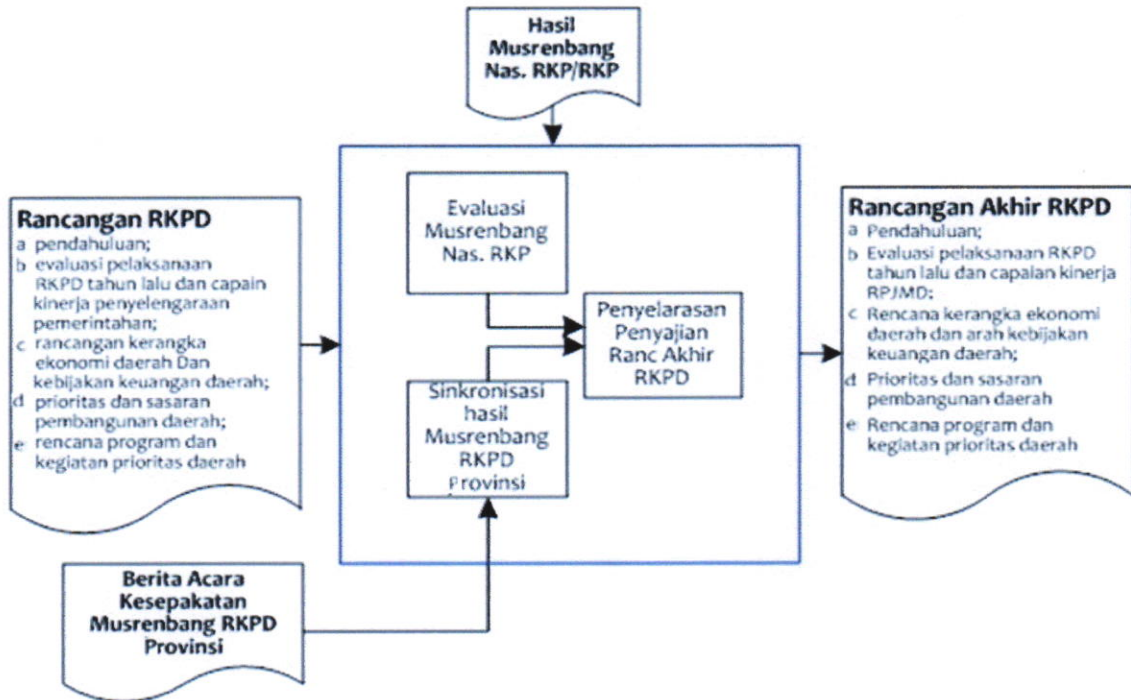 Hasil
Musrenbang
Nas. RKP/RKP
Rancangan RKPD
a pendahuluan;
b evaluasi pelaksanaan
RKPD tahun lalu dan capain
kinerja penyelengaraan
pemerintahan;
c rancangan kerangka
ekonomi daerah Dan
kebijakan keuangan daerah;
d prioritas dan sasaran
pembangunan daerah;
e rencana program dan
kegiatan prioritas daerah
Evaluasi
Musrenbang
Nas. RKP
Penyelarasan
Penyajian
Ranc Akhir
RKPD
Sinkronisasi
hasil
Musrenbang
RKPD
Provinsi
Rancangan Akhir RKPD
a Pendahuluan;
b Evaluasi pelaksanaan RKPD
tahun lalu dan capaian kinerja
RPJMD;
c Rencana kerangka ekonomi
daerah dan arah kebijakan
keuangan daerah;
d Prioritas dan sasaran
pembangunan daerah
e Rencana program dan
kegiatan prioritas daerah
Berita Acara
Kesepakatan
Musrenbang RKPD
Provinsi